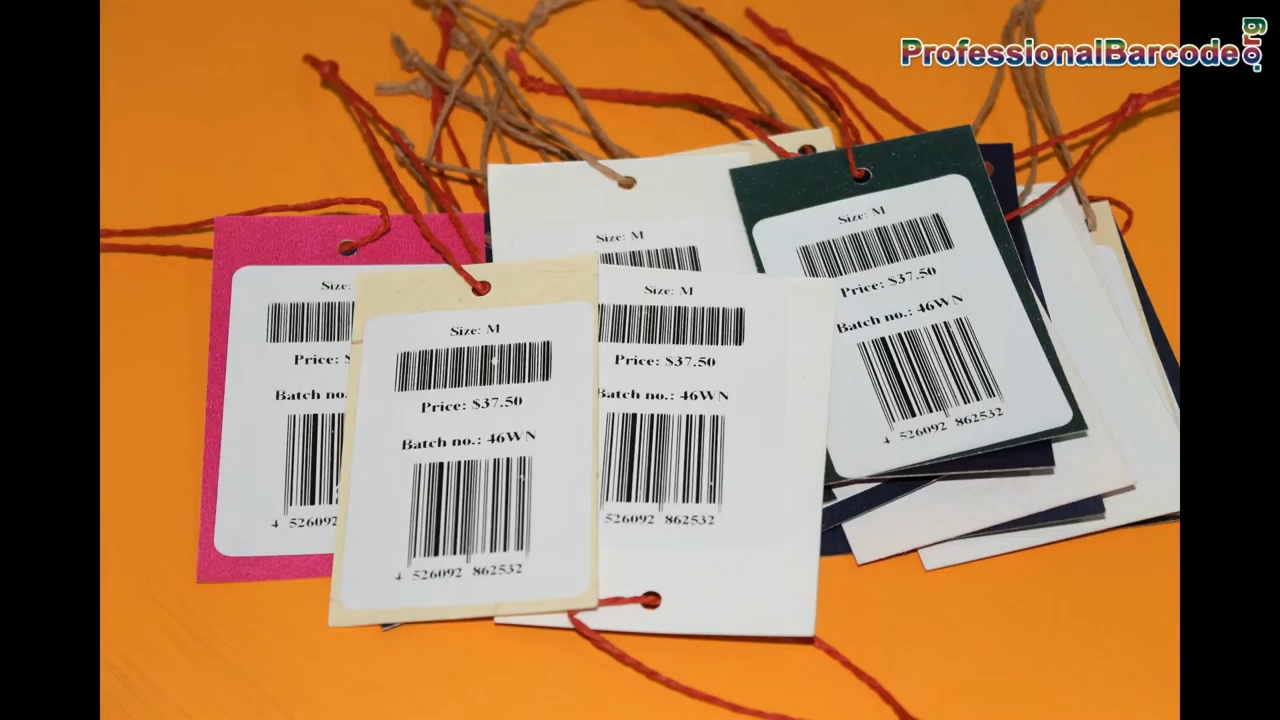 ProfessionalBarcode.org
Size: M
Size: M
Price: $37.50
Batch no.: 46WN
4 526092 862532
Size:
Price: $
Batch no.
4 526092
Size: M
Price: $37.50
Batch no.: 46WN
4 526092 862532
Size: M
Price: $37.50
Batch no.: 46WN
526092 862532